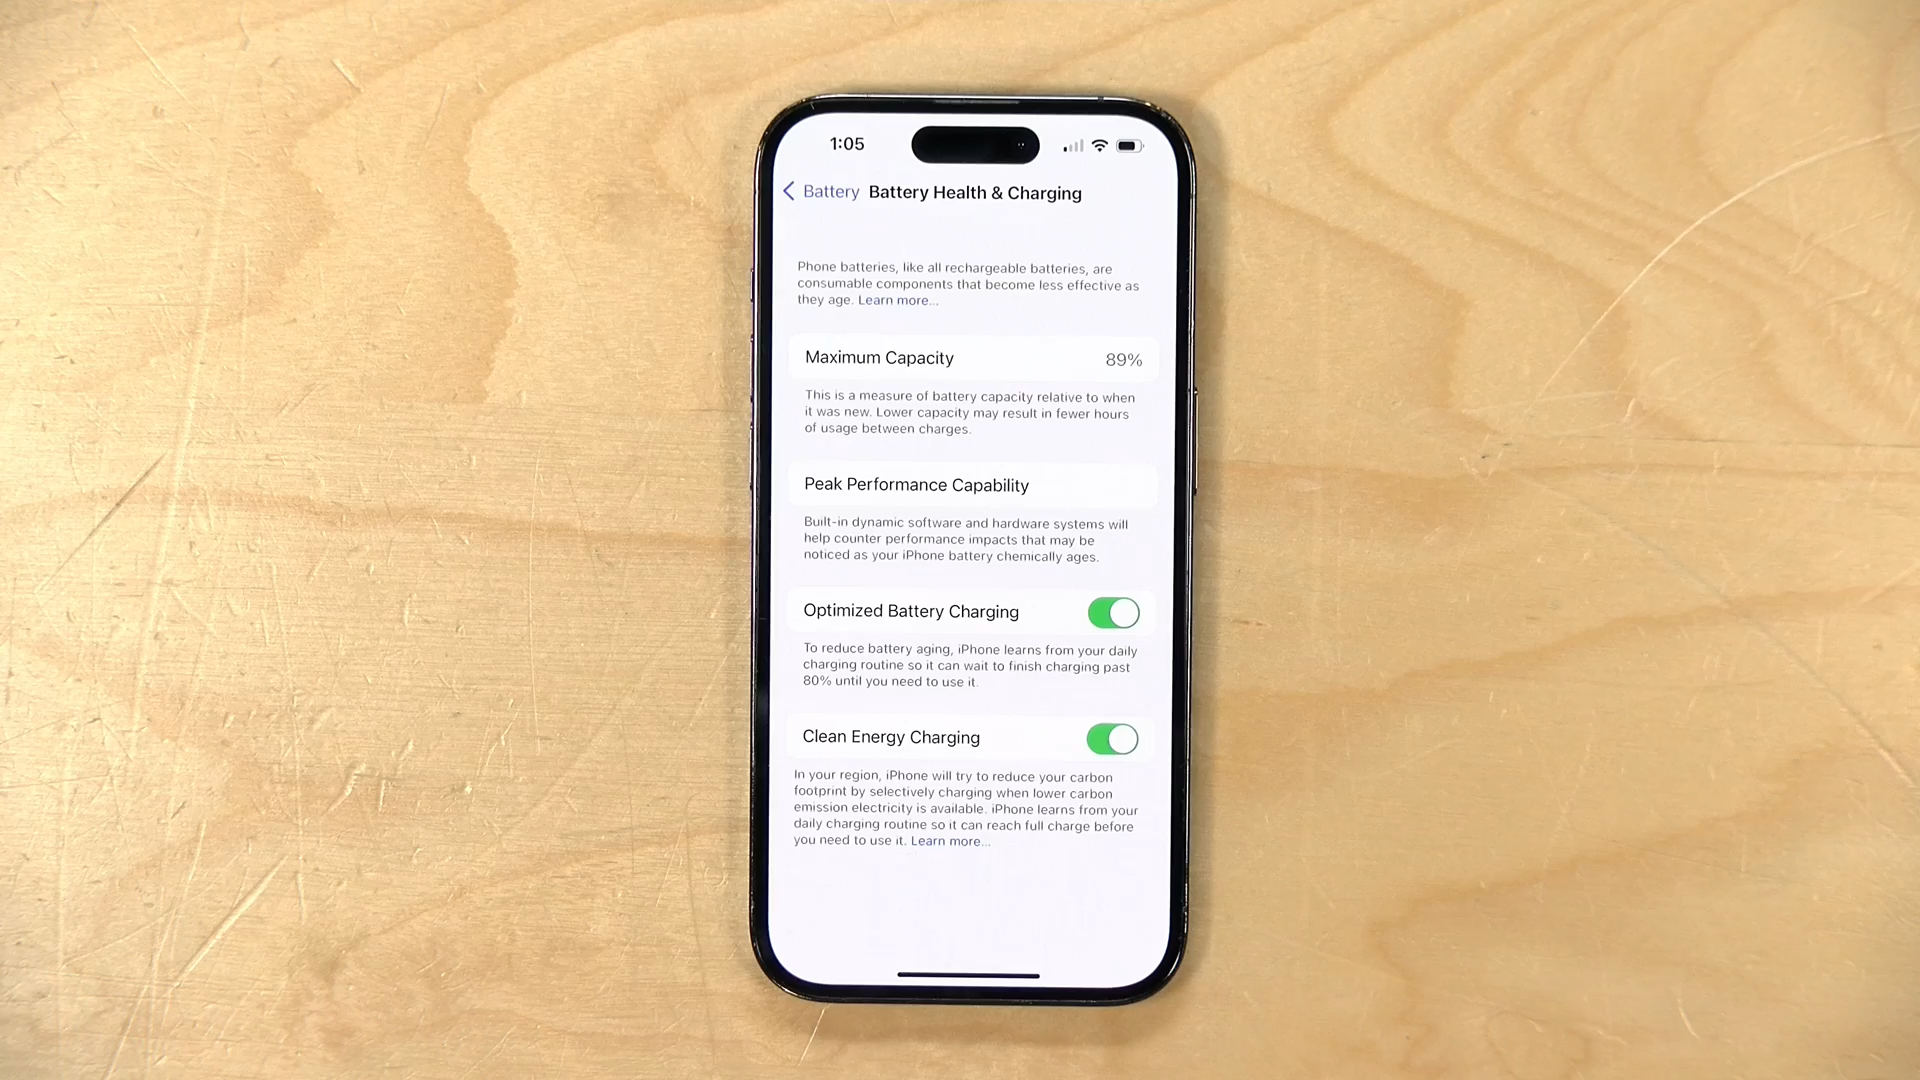 1:05
Battery Battery Health & Charging
Phone batteries, like all rechargeable batteries, are
consumable components that become less effective as
they age. Learn more...
Maximum Capacity 89%
This is a measure of battery capacity relative to when
it was new. Lower capacity may result in fewer hours
of usage between charges.
Peak Performance Capability
Built-in dynamic software and hardware systems will
help counter performance impacts that may be
noticed as your iPhone battery chemically ages.
Optimized Battery Charging
To reduce battery aging, iPhone learns from your daily
charging routine so it can wait to finish charging past
80% until you need to use it.
Clean Energy Charging
In your region, iPhone will try to reduce your carbon
footprint by selectively charging when lower carbon
emission electricity is available. iPhone learns from your
daily charging routine so it can reach full charge before
you need to use it. Learn more...